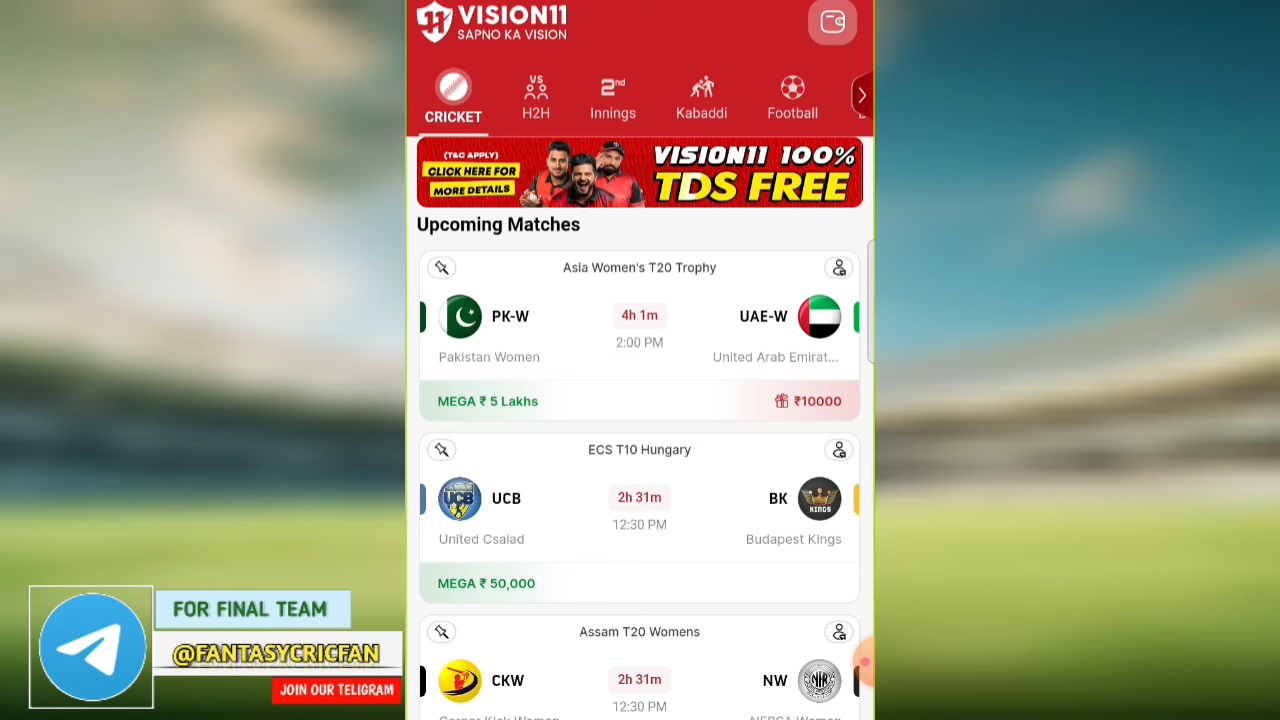 VISION11
SAPNO KA VISION
CRICKET
VS
H2H
2nd
Innings
Kabaddi
Football
(T&C APPLY)
CLICK HERE FOR
MORE DETAILS
VISION11 100%
TDS FREE
Upcoming Matches
Asia Women's T20 Trophy
PK-W
4h 1m
UAE-W
2:00 PM
Pakistan Women
United Arab Emirat...
MEGA ₹ 5 Lakhs
₹10000
ECS T10 Hungary
UCB
UCB
2h 31m
BK
KINGS
12:30 PM
United Csalad
Budapest Kings
MEGA ₹ 50,000
Assam T20 Womens
CKW
2h 31m
NW
12:30 PM
FOR FINAL TEAM
@FANTASYCRICFAN
JOIN OUR TELIGRAM